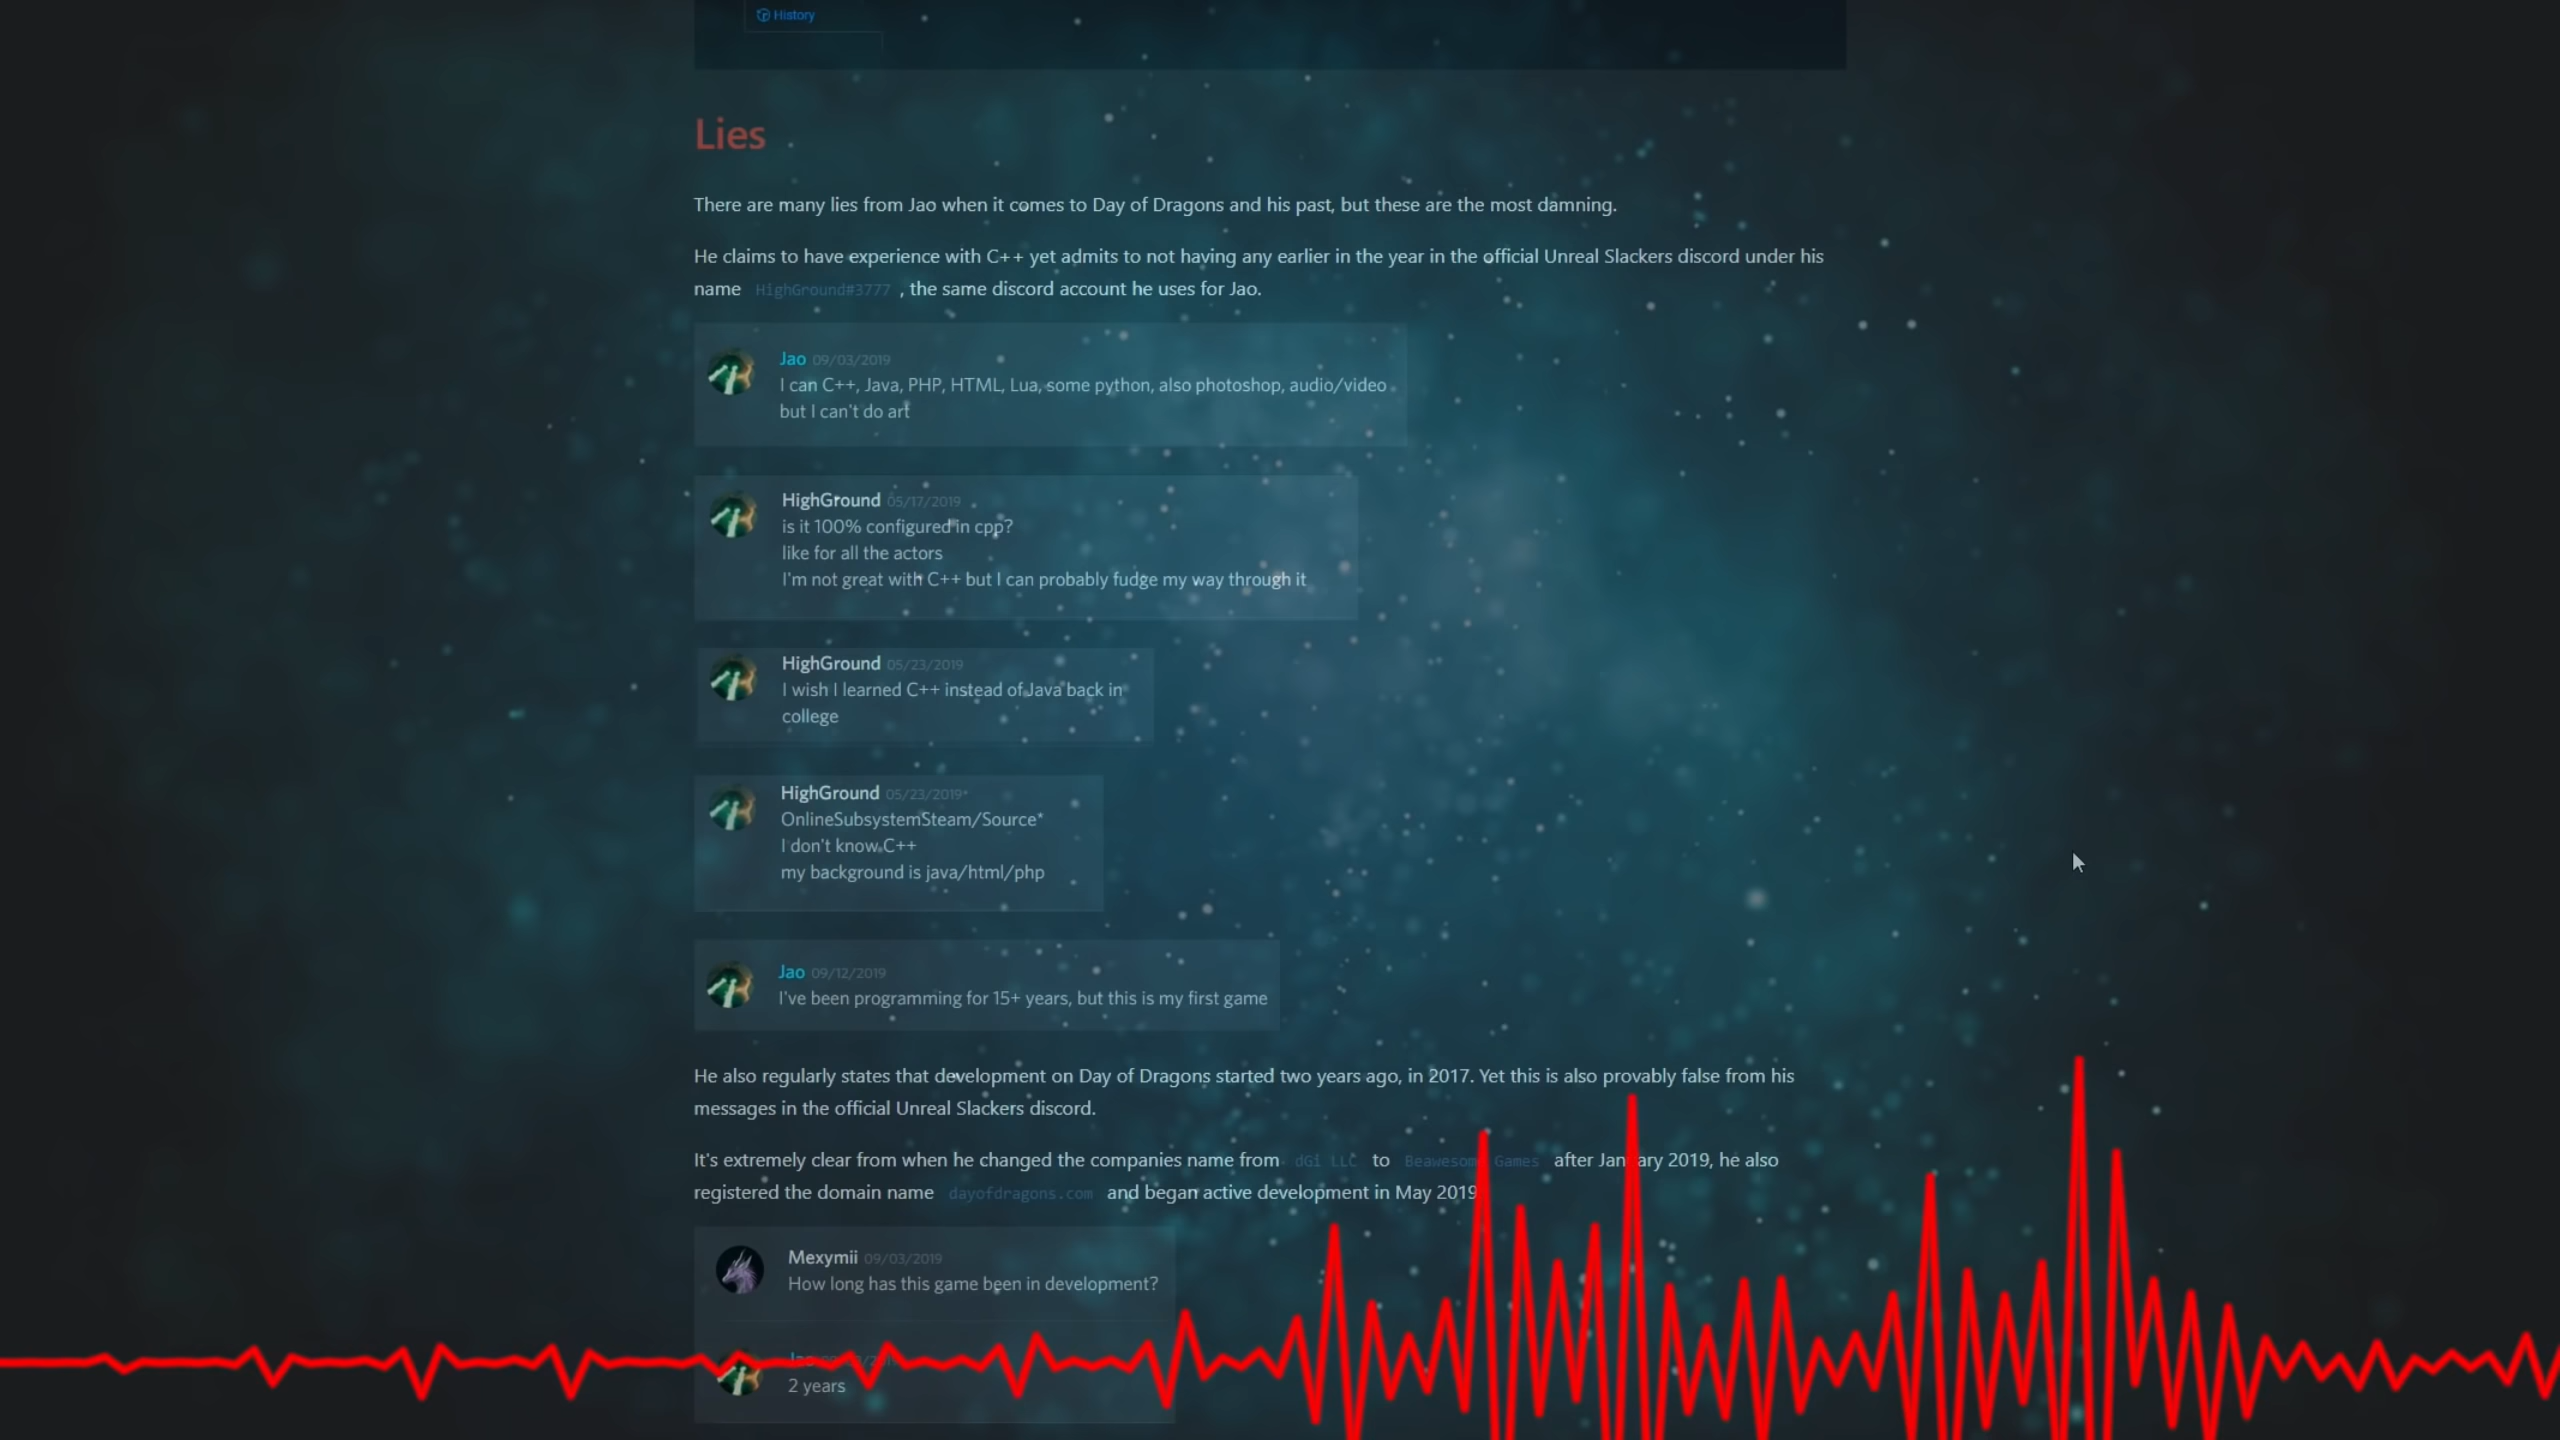 History
Lies
There are many lies from Jao when it comes to Day of Dragons and his past, but these are the most damning.
He claims to have experience with C++ yet admits to not having any earlier in the year in the official Unreal Slackers discord under his
name HighGround#3777 , the same discord account he uses for Jao.
Jao 09/03/2019
I can C++, Java, PHP, HTML, Lua, some python, also photoshop, audio/video
but I can't do art
HighGround 05/17/2019
is it 100% configured in cpp?
like for all the actors
I'm not great with C++ but I can probably fudge my way through it
HighGround 05/23/2019
I wish I learned C++ instead of Java back in
college
HighGround 05/23/2019*
OnlineSubsystemSteam/Source*
I don't know C++
my background is java/html/php
Jao 09/12/2019
I've been programming for 15+ years, but this is my first game
He also regularly states that development on Day of Dragons started two years ago, in 2017. Yet this is also provably false from his
messages in the official Unreal Slackers discord.
It's extremely clear from when he changed the companies name from dGi LLC to Beawesome Games after January 2019, he also
registered the domain name dayofdragons.com and began active development in May 2019
Mexymii 09/03/2019
How long has this game been in development?
Jao
2 years